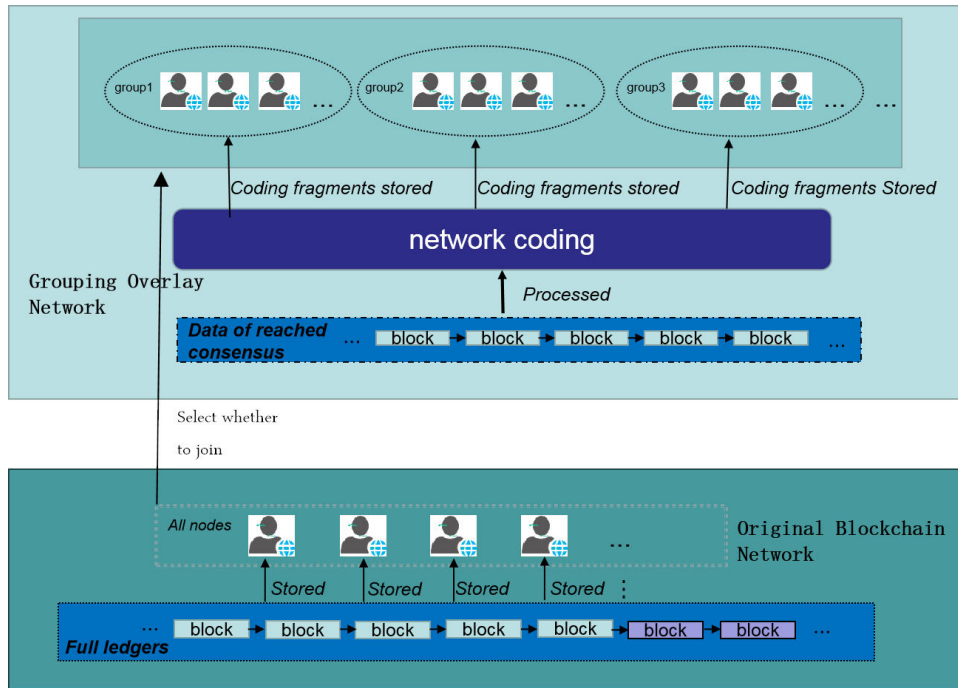 group1
...
group2
...
group3
...
...
Coding fragments stored
Coding fragments stored
Coding fragments Stored
network coding
Grouping Overlay
Network
Processed
Data of reached
consensus
... block block block block block ...
Select whether
to join
All nodes
...
Original Blockchain
Network
Stored Stored Stored Stored ...
... block block block block block block block ...
Full ledgers